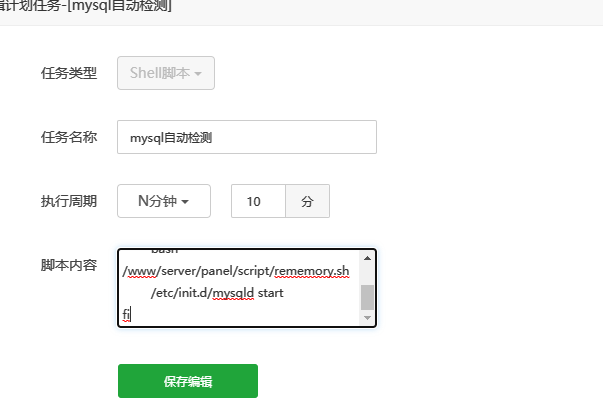 辑计划任务-[mysql自动检测]
任务类型 Shell脚本
任务名称 mysql自动检测
执行周期 N分钟 10 分
脚本内容 bash
/www/server/panel/script/rememory.sh
/etc/init.d/mysqld start
fi
保存编辑